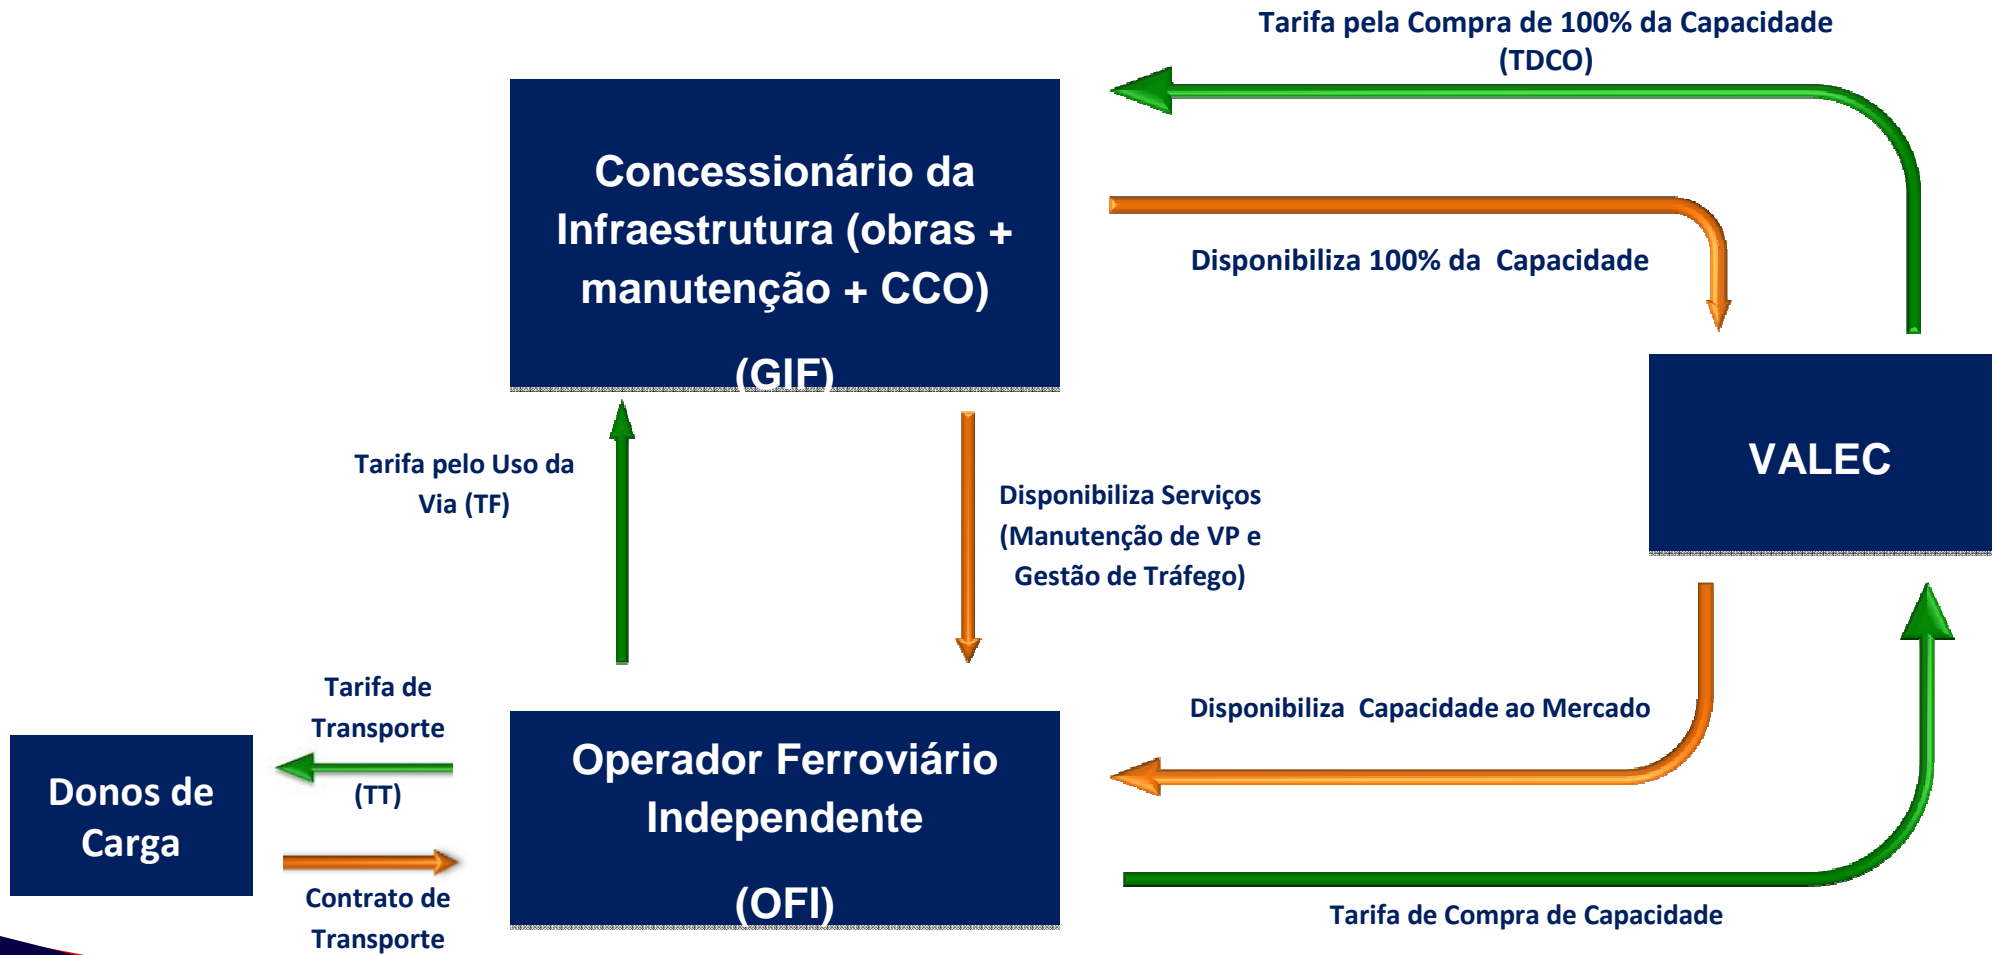 Tarifa pela Compra de 100% da Capacidade
(TDCO)
Concessionário da
Infraestrutura (obras +
manutenção + CCO)
(GIF)
Disponibiliza 100% da Capacidade
VALEC
Tarifa pelo Uso da
Via (TF)
Disponibiliza Serviços
(Manutenção de VP e
Gestão de Tráfego)
Tarifa de
Transporte
(TT)
Disponibiliza Capacidade ao Mercado
Donos de
Carga
Operador Ferroviário
Independente
(OFI)
Contrato de
Transporte
Tarifa de Compra de Capacidade